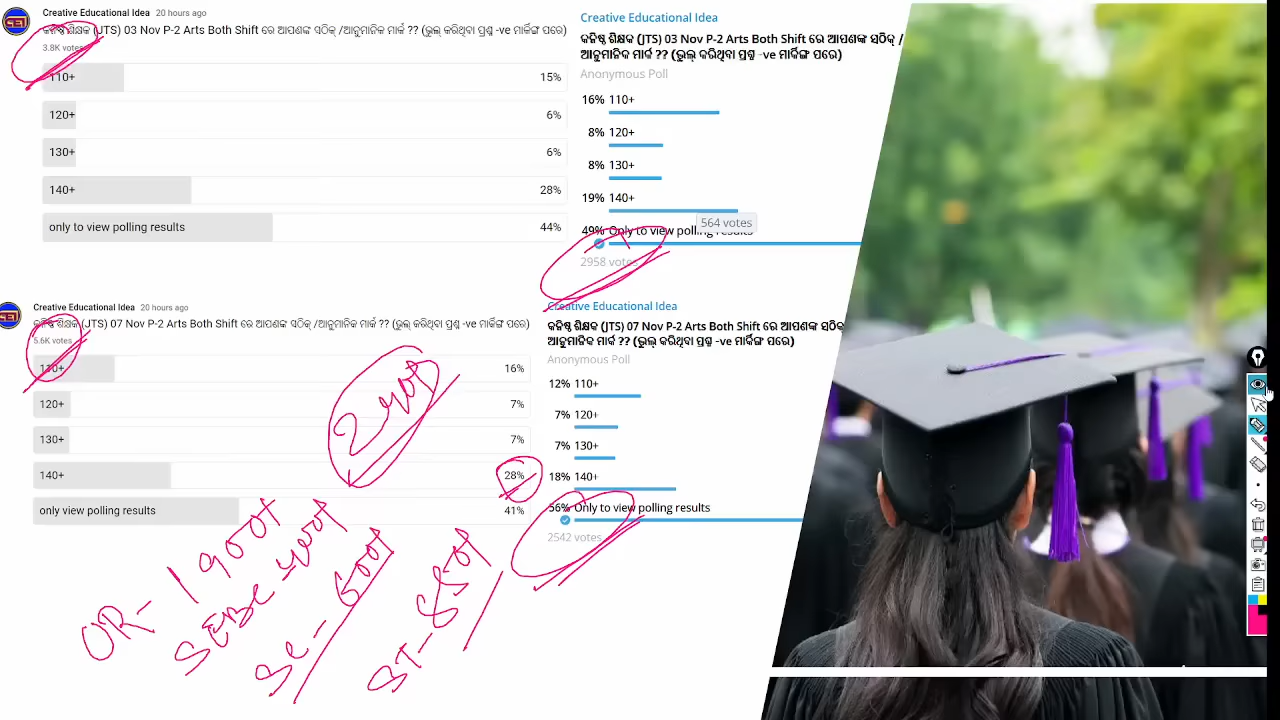 Creative Educational Idea 20 hours ago
କନିଷ୍ଠ ଶିକ୍ଷକ (JTS) 03 Nov P-2 Arts Both Shift ରେ ଆପଣଙ୍କ ସଠିକ୍ /ଆନୁମାନିକ ମାର୍କ ?? (ଭୁଲ୍ କରିଥିବା ପ୍ରଶ୍ନ -ve ମାର୍କିଙ୍ଗ ପରେ)
3.8K votes
110+ 15%
120+ 6%
130+ 6%
140+ 28%
only to view polling results 44%
Creative Educational Idea
କନିଷ୍ଠ ଶିକ୍ଷକ (JTS) 03 Nov P-2 Arts Both Shift ରେ ଆପଣଙ୍କ ସଠିକ୍ /
ଆନୁମାନିକ ମାର୍କ ?? (ଭୁଲ୍ କରିଥିବା ପ୍ରଶ୍ନ -ve ମାର୍କିଙ୍ଗ ପରେ)
Anonymous Poll
16% 110+
8% 120+
8% 130+
19% 140+
564 votes
49% Only to view polling results
2958 votes
Creative Educational Idea 20 hours ago
କନିଷ୍ଠ ଶିକ୍ଷକ (JTS) 07 Nov P-2 Arts Both Shift ରେ ଆପଣଙ୍କ ସଠିକ୍ /ଆନୁମାନିକ ମାର୍କ ?? (ଭୁଲ୍ କରିଥିବା ପ୍ରଶ୍ନ -ve ମାର୍କିଙ୍ଗ ପରେ)
5.6K votes
110+ 16%
120+ 7%
130+ 7%
140+ 28%
only view polling results 41%
Creative Educational Idea
କନିଷ୍ଠ ଶିକ୍ଷକ (JTS) 07 Nov P-2 Arts Both Shift ରେ ଆପଣଙ୍କ ସଠିକ୍
ଆନୁମାନିକ ମାର୍କ ?? (ଭୁଲ୍ କରିଥିବା ପ୍ରଶ୍ନ -ve ମାର୍କିଙ୍ଗ ପରେ)
Anonymous Poll
12% 110+
7% 120+
7% 130+
18% 140+
56% Only to view polling results
2542 votes
UR- 1900+
SEBC 400+
SC- 600+